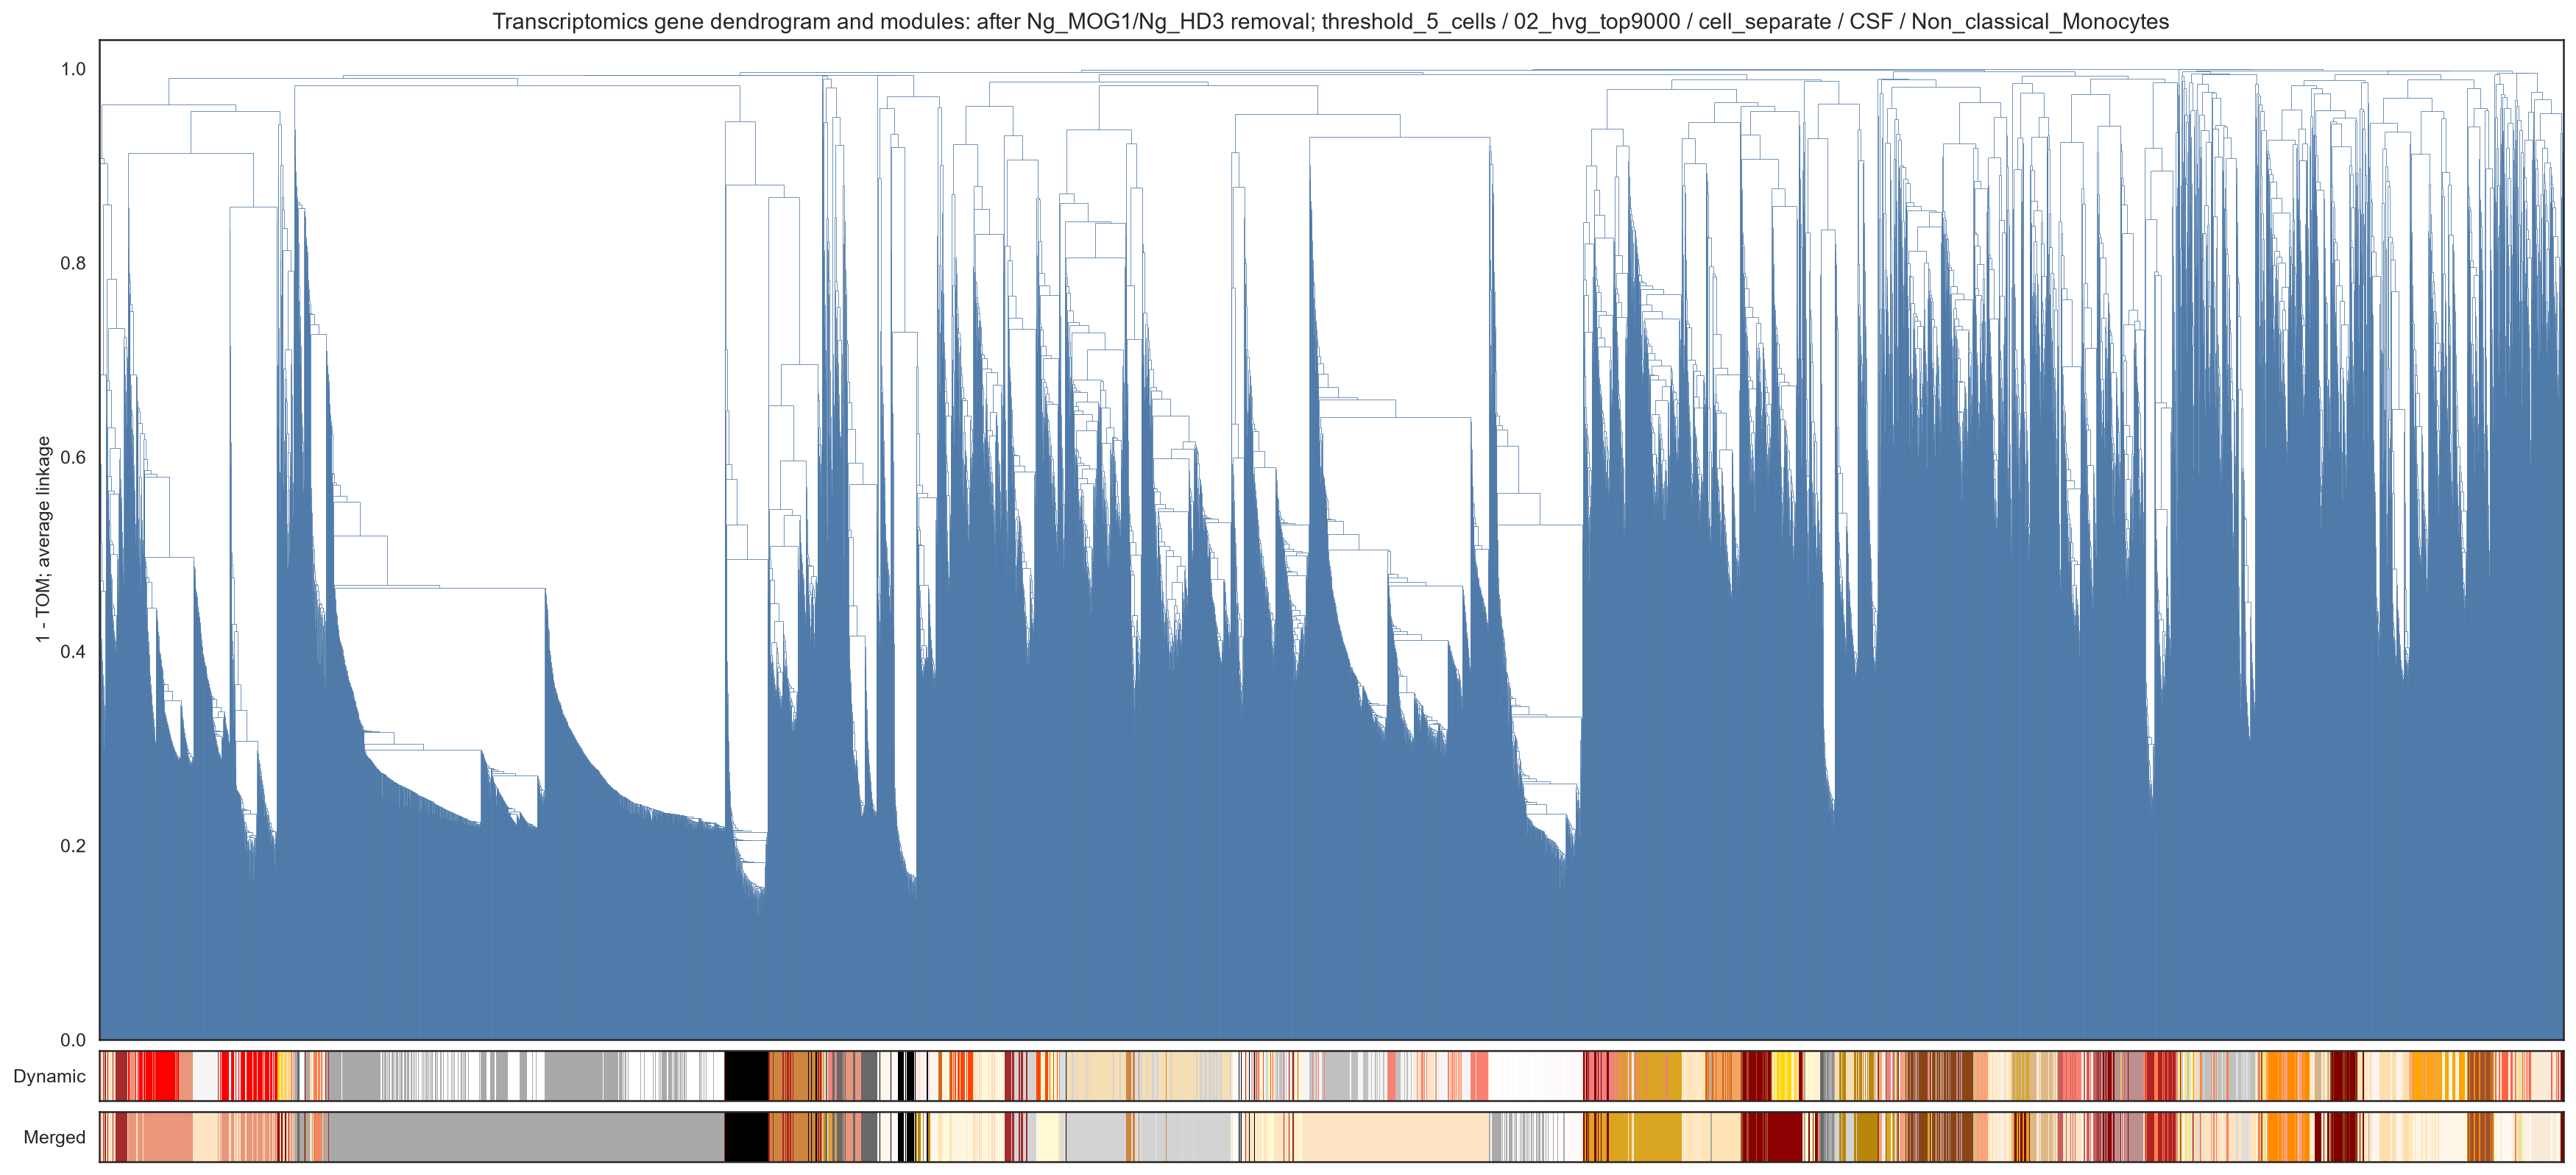 Transcriptomics gene dendrogram and modules: after Ng_MOG1/Ng_HD3 removal; threshold_5_cells / 02_hvg_top9000 / cell_separate / CSF / Non_classical_Monocytes
1.0
0.8
0.6
0.4
0.2
0.0
1 - TOM; average linkage
Dynamic
Merged